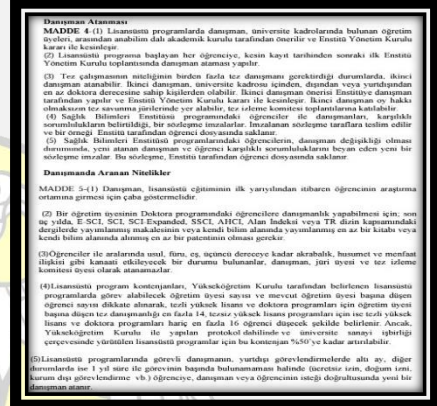 Danışman Atanması
MADDE 4-(1) Lisansüstü programlarda danışman, üniversite kadrolarında bulunan öğretim
üyeleri, arasından anabilim dalı akademik kurulu tarafından önerilir ve Enstitü Yönetim Kurulu
kararı ile kesinleşir.
(2) Lisansüstü programa başlayan her öğrenciye, kesin kayıt tarihinden sonraki ilk Enstitü
Yönetim Kurulu toplantısında danışman ataması yapılır.
(3) Tez çalışmasının niteliğinin birden fazla tez danışmanı gerektirdiği durumlarda, ikinci
danışman atanabilir. İkinci danışman, üniversite kadrosu içinden, dışından veya yurtdışından
en az doktora derecesine sahip kişilerden olabilir. İkinci danışman önerisi Enstitüye danışman
tarafından yapılır ve Enstitü Yönetim Kurulu kararı ile kesinleşir. İkinci danışman oy hakkı
olmaksızın tez savunma jürilerinde yer alabilir, tez izleme komitesi toplantılarına katılabilir.
(4) Sağlık Bilimleri Enstitüsü programındaki öğrenciler ile danışmanları, karşılıklı
sorumlulukların belirtildiği, bir sözleşme imzalarlar. İmzalanan sözleşme taraflara teslim edilir
ve bir örneği Enstitü tarafından öğrenci dosyasında saklanır.
(5) Sağlık Bilimleri Enstitüsü programlarındaki öğrencilerin, danışman değişikliği olması
durumunda, yeni atanan danışman ve öğrenci karşılıklı sorumluluklarını beyan eden yeni bir
sözleşme imzalar. Bu sözleşme, Enstitü tarafından öğrenci dosyasında saklanır.
Danışmanda Aranan Nitelikler
MADDE 5-(1) Danışman, lisansüstü eğitiminin ilk yarıyılından itibaren öğrencinin araştırma
ortamına girmesi için çaba göstermelidir.
(2) Bir öğretim üyesinin Doktora programındaki öğrencilere danışmanlık yapabilmesi için; son
üç yılda, E-SCI, SCI, SCI-Expanded, SSCI, AHCI, Alan İndeksi veya TR dizin kapsamındaki
dergilerde yayımlanmış makalesinin veya kendi bilim alanında yayımlanmış en az bir kitabı veya
kendi bilim alanında alınmış en az bir patentinin olması gerekir.
(3)Öğrenciler ile aralarında usul, füru, eş, üçüncü dereceye kadar akrabalık, husumet ve menfaat
ilişkisi gibi kanaati etkileyecek bir durumu bulunanlar, danışman, jüri üyesi ve tez izleme
komitesi üyesi olarak atanamazlar.
(4)Lisansüstü program kontenjanları, Yükseköğretim Kurulu tarafından belirlenen lisansüstü
programlarda görev alabilecek öğretim üyesi sayısı ve mevcut öğretim üyesi başına düşen
öğrenci sayısı dikkate alınarak, tezli yüksek lisans ve doktora programları için öğretim üyesi
başına düşen tez danışmanlığı en fazla 14, tezsiz yüksek lisans programları için ise tezli yüksek
lisans ve doktora programları hariç en fazla 16 öğrenci düşecek şekilde belirlenir. Ancak,
Yükseköğretim Kurulu ile yapılan protokol dahilinde ve üniversite sanayi işbirliği
çerçevesinde yürütülen lisansüstü programlar için bu kontenjan %50'ye kadar artırılabilir.
(5)Lisansüstü programlarda görevli danışmanın, yurtdışı görevlendirmelerde altı ay, diğer
durumlarda ise 1 yıl süre ile görevinin başında bulunamaması halinde (ücretsiz izin, doğum izni,
kurum dışı görevlendirme vb.) öğrenciye, danışman veya öğrencinin isteği doğrultusunda yeni bir
danışman atanır.